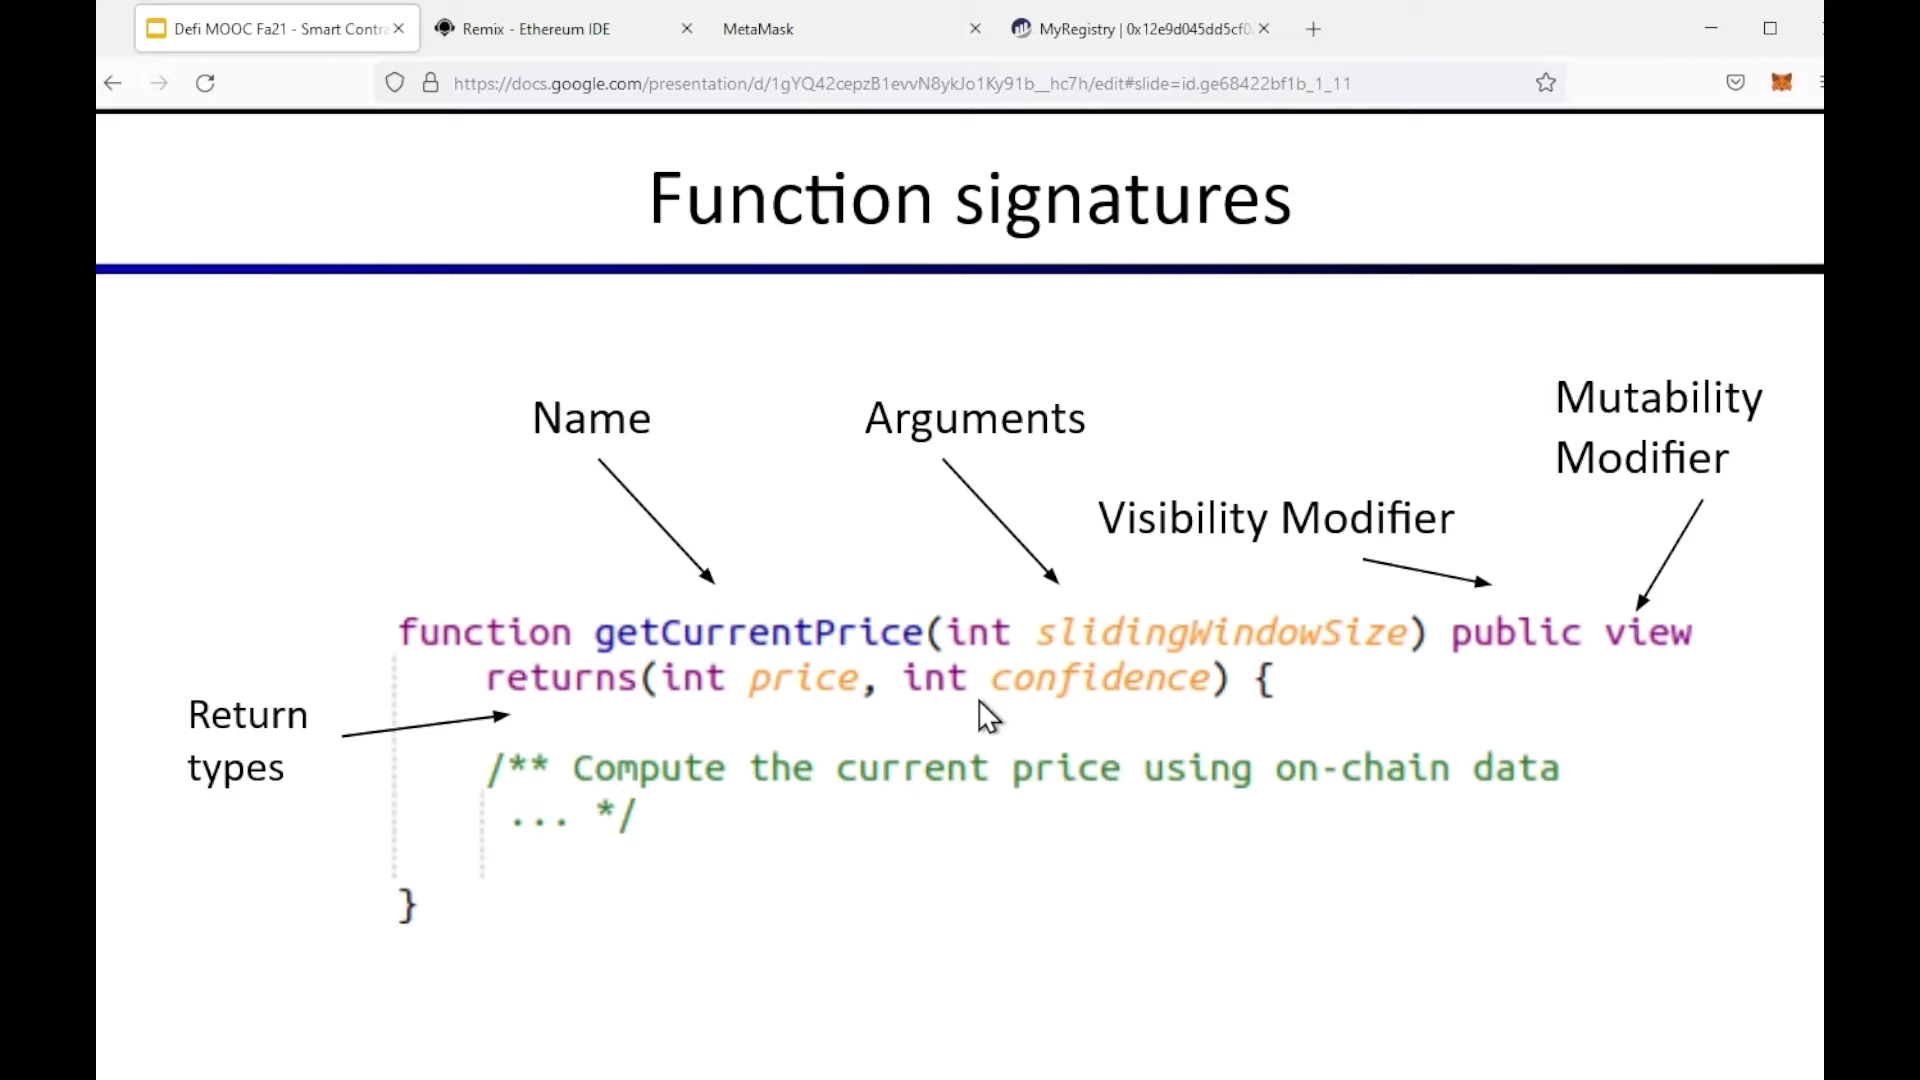 Defi MOOC Fa21 - Smart Contra
Remix - Ethereum IDE
MetaMask
MyRegistry | 0x12e9d045dd5cf0
https://docs.google.com/presentation/d/1gYQ42cepzB1evvN8ykJo1Ky91b__hc7h/edit#slide=id.ge68422bf1b_1_11
Function signatures
Name
Arguments
Mutability
Modifier
Visibility Modifier
function getCurrentPrice(int slidingWindowSize) public view
returns(int price, int confidence) {
Return
types
/** Compute the current price using on-chain data
... */
}